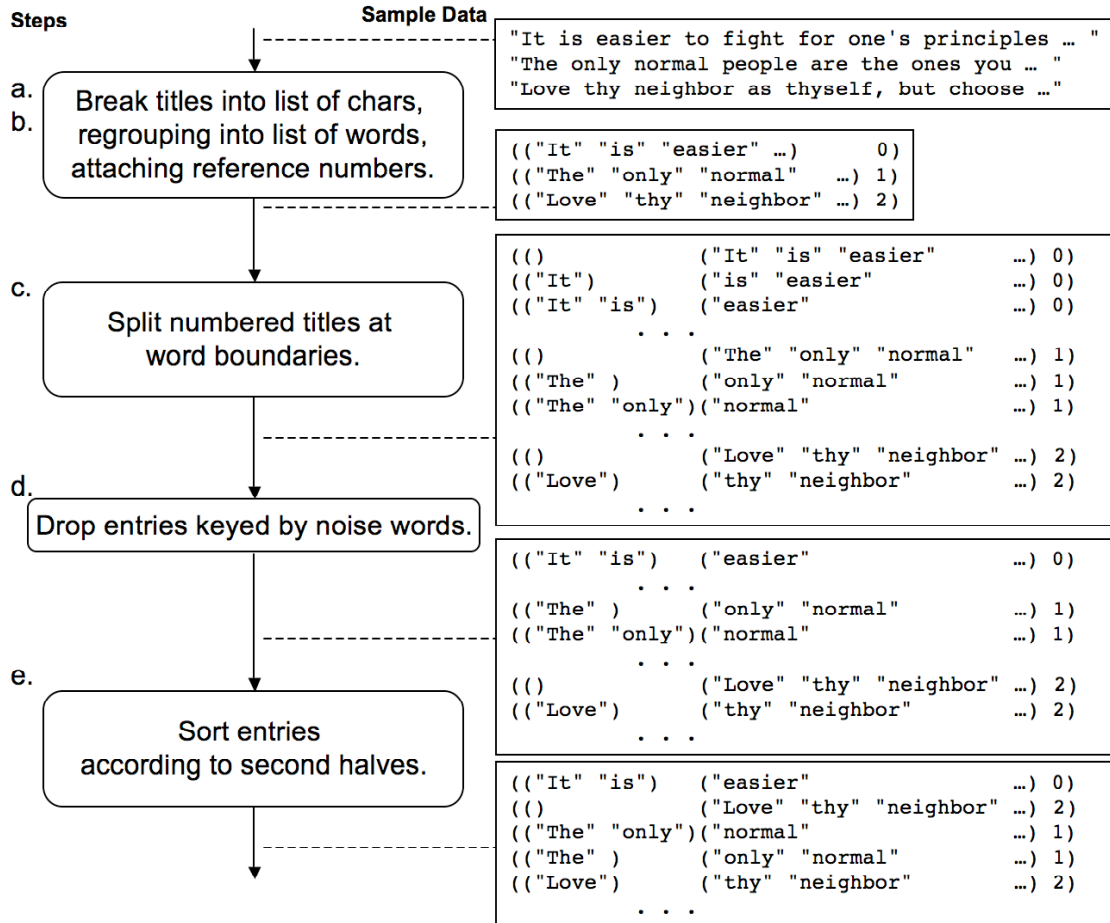 Steps
Sample Data
"It is easier to fight for one's principles … "
"The only normal people are the ones you … "
"Love thy neighbor as thyself, but choose …"
a.
b.
Break titles into list of chars,
regrouping into list of words,
attaching reference numbers.
(("It" "is" "easier" …) 0)
(("The" "only" "normal" …) 1)
(("Love" "thy" "neighbor" …) 2)
c.
Split numbered titles at
word boundaries.
(() ("It" "is" "easier" …) 0)
(("It") ("is" "easier" …) 0)
(("It" "is") ("easier" …) 0)
. . .
(() ("The" "only" "normal" …) 1)
(("The" ) ("only" "normal" …) 1)
(("The" "only")("normal" …) 1)
. . .
(() ("Love" "thy" "neighbor" …) 2)
(("Love") ("thy" "neighbor" …) 2)
. . .
d.
Drop entries keyed by noise words.
(("It" "is") ("easier" …) 0)
. . .
(("The" ) ("only" "normal" …) 1)
(("The" "only")("normal" …) 1)
. . .
(() ("Love" "thy" "neighbor" …) 2)
(("Love") ("thy" "neighbor" …) 2)
. . .
e.
Sort entries
according to second halves.
(("It" "is") ("easier" …) 0)
(() ("Love" "thy" "neighbor" …) 2)
(("The" "only")("normal" …) 1)
(("The" ) ("only" "normal" …) 1)
(("Love") ("thy" "neighbor" …) 2)
. . .